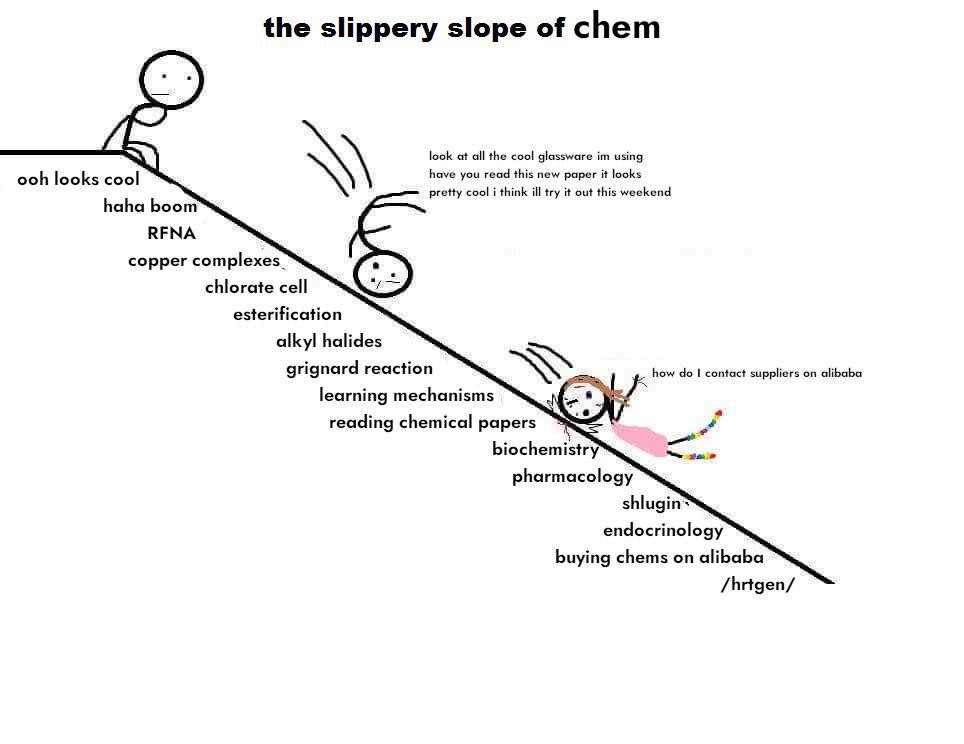 the slippery slope of chem
look at all the cool glassware im using
have you read this new paper it looks
pretty cool i think ill try it out this weekend
ooh looks cool
haha boom
RFNA
copper complexes
chlorate cell
esterification
alkyl halides
grignard reaction
how do I contact suppliers on alibaba
learning mechanisms
reading chemical papers
biochemistry
pharmacology
shlugin
endocrinology
buying chems on alibaba
/hrtgen/